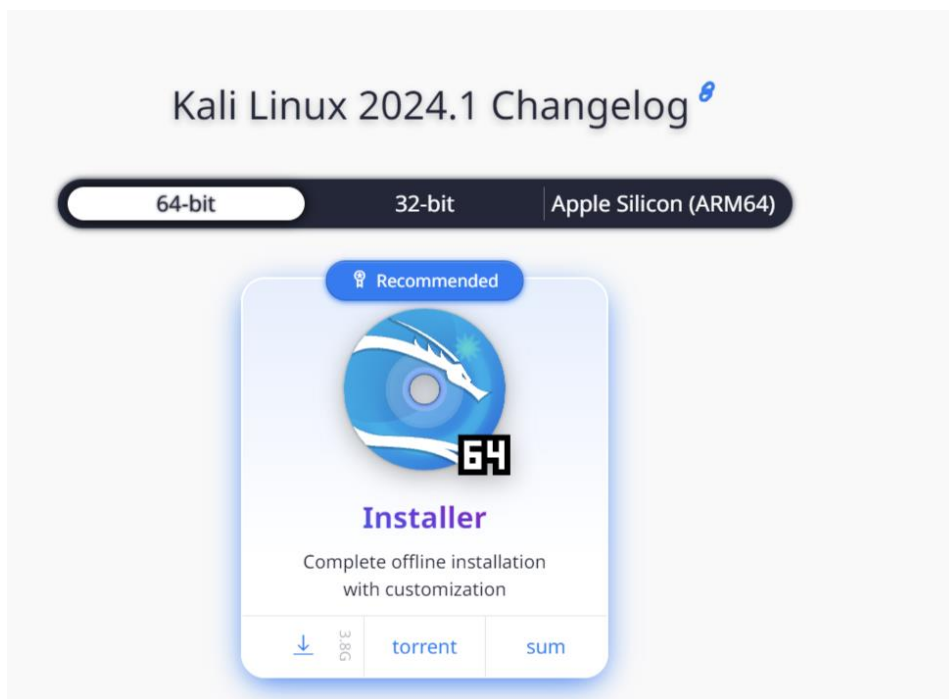 Kali Linux 2024.1 Changelog
64-bit
32-bit
Apple Silicon (ARM64)
Recommended
64
Installer
Complete offline installation
with customization
3.8G
torrent
sum